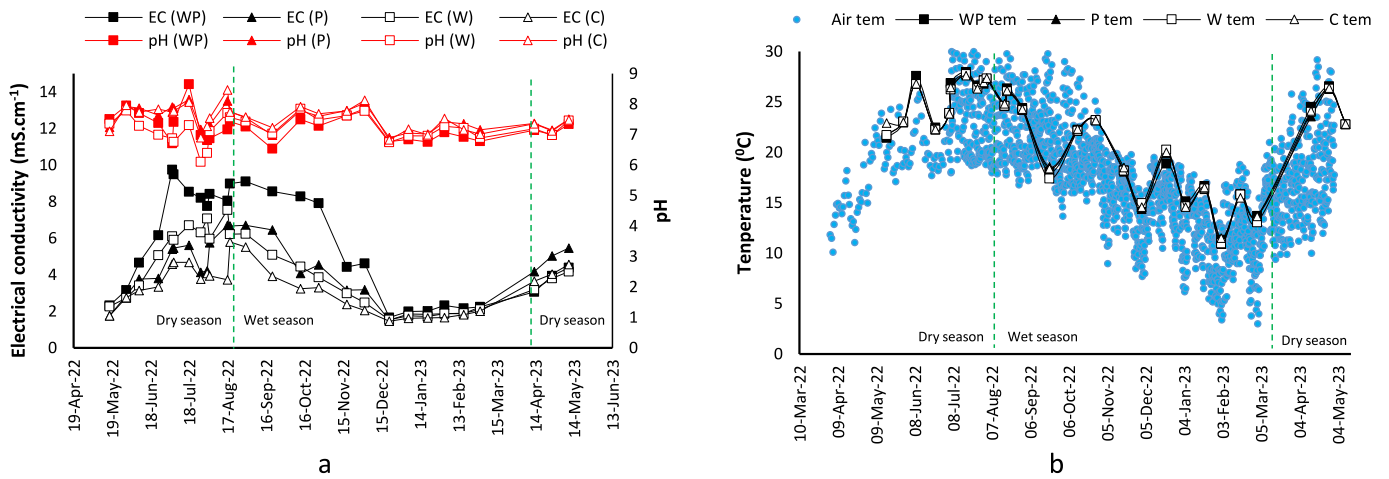 EC (WP) EC (P) EC (W) EC (C)
pH (WP) pH (P) pH (W) pH (C)
Electrical conductivity (mS.cm⁻¹)
14
12
10
8
6
4
2
0
9
8
7
6
5
4
3
2
1
0
pH
Dry season
Wet season
Dry season
19-Apr-22
19-May-22
18-Jun-22
18-Jul-22
17-Aug-22
16-Sep-22
16-Oct-22
15-Nov-22
15-Dec-22
14-Jan-23
13-Feb-23
15-Mar-23
14-Apr-23
14-May-23
13-Jun-23
a
Air tem WP tem P tem W tem C tem
Tenperature (⁰C)
30
25
20
15
10
5
0
Dry season
Wet season
Dry season
10-Mar-22
09-Apr-22
09-May-22
08-Jun-22
08-Jul-22
07-Aug-22
06-Sep-22
06-Oct-22
05-Nov-22
05-Dec-22
04-Jan-23
03-Feb-23
05-Mar-23
04-Apr-23
04-May-23
b